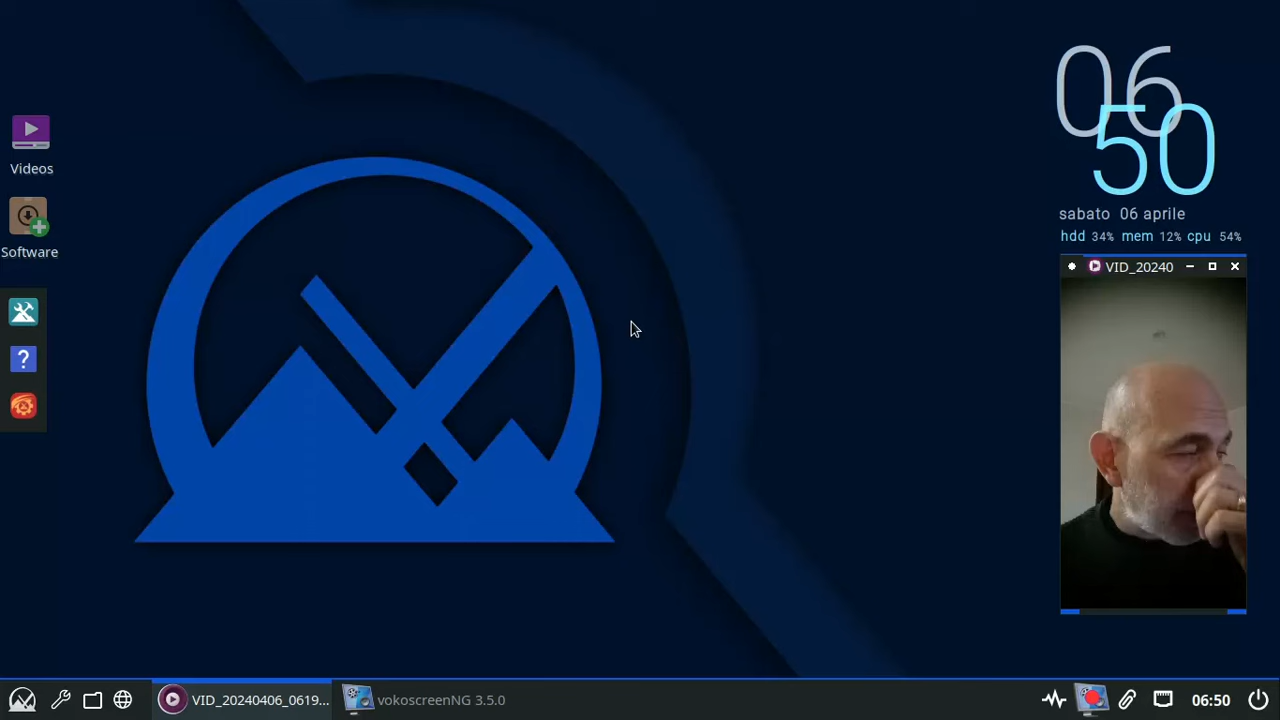 06
50
sabato 06 aprile
hdd 34% mem 12% cpu 54%
Videos
Software
?
VID_20240
VID_20240406_0619...
vokoscreenNG 3.5.0
06:50